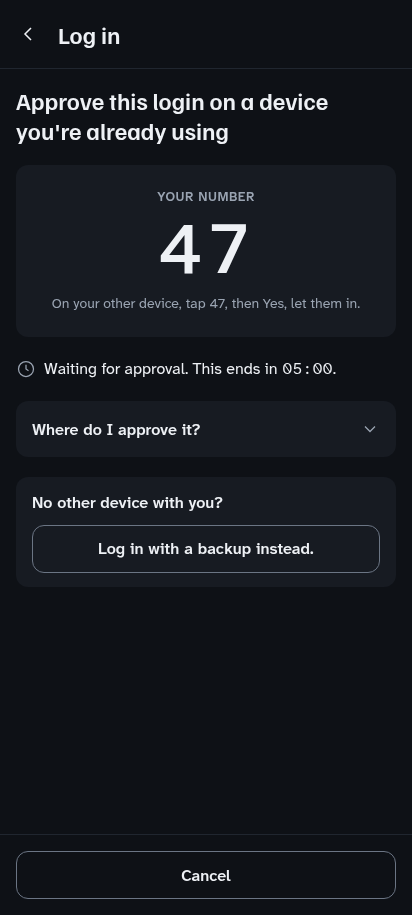 Log in
Approve this login on a device
you're already using
YOUR NUMBER
47
On your other device, tap 47, then Yes, let them in.
Waiting for approval. This ends in 05:00.
Where do I approve it?
No other device with you?
Log in with a backup instead.
Cancel